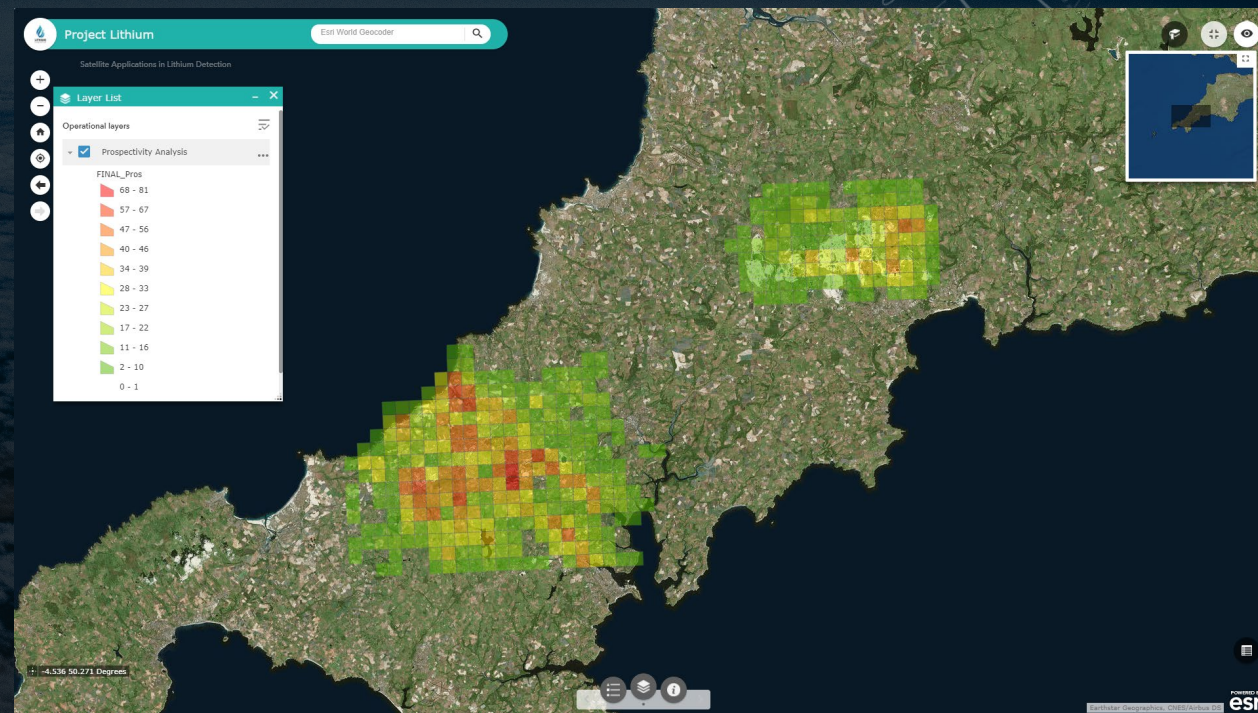 Project Lithium
Esri World Geocoder
Satellite Applications in Lithium Detection
Layer List
Operational layers
Prospectivity Analysis
FINAL_Pros
68 - 81
57 - 67
47 - 56
40 - 46
34 - 39
28 - 33
23 - 27
17 - 22
11 - 16
2 - 10
0 - 1
-4.536 50.271 Degrees
POWERED B
esr
Earthstar Geographics, CNES/Airbus DS